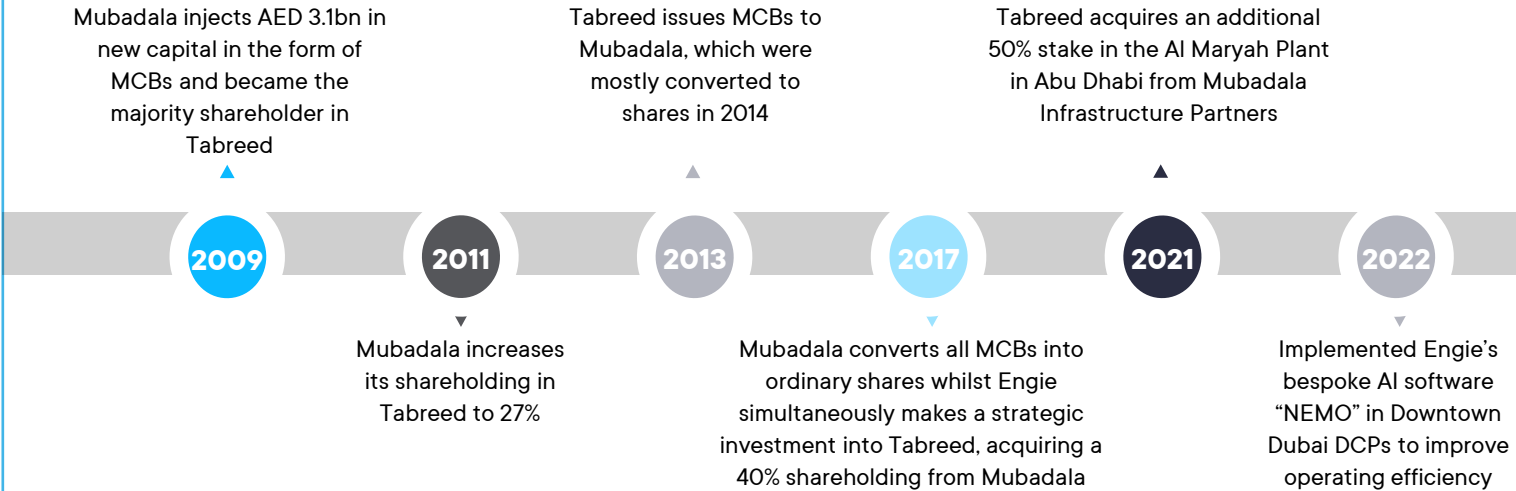 Mubadala injects AED 3.1bn in
new capital in the form of
MCBs and became the
majority shareholder in
Tabreed
Tabreed issues MCBs to
Mubadala, which were
mostly converted to
shares in 2014
Tabreed acquires an additional
50% stake in the Al Maryah Plant
in Abu Dhabi from Mubadala
Infrastructure Partners
2009
2011
2013
2017
2021
2022
Mubadala increases
its shareholding in
Tabreed to 27%
Mubadala converts all MCBs into
ordinary shares whilst Engie
simultaneously makes a strategic
investment into Tabreed, acquiring a
40% shareholding from Mubadala
Implemented Engie’s
bespoke AI software
“NEMO” in Downtown
Dubai DCPs to improve
operating efficiency